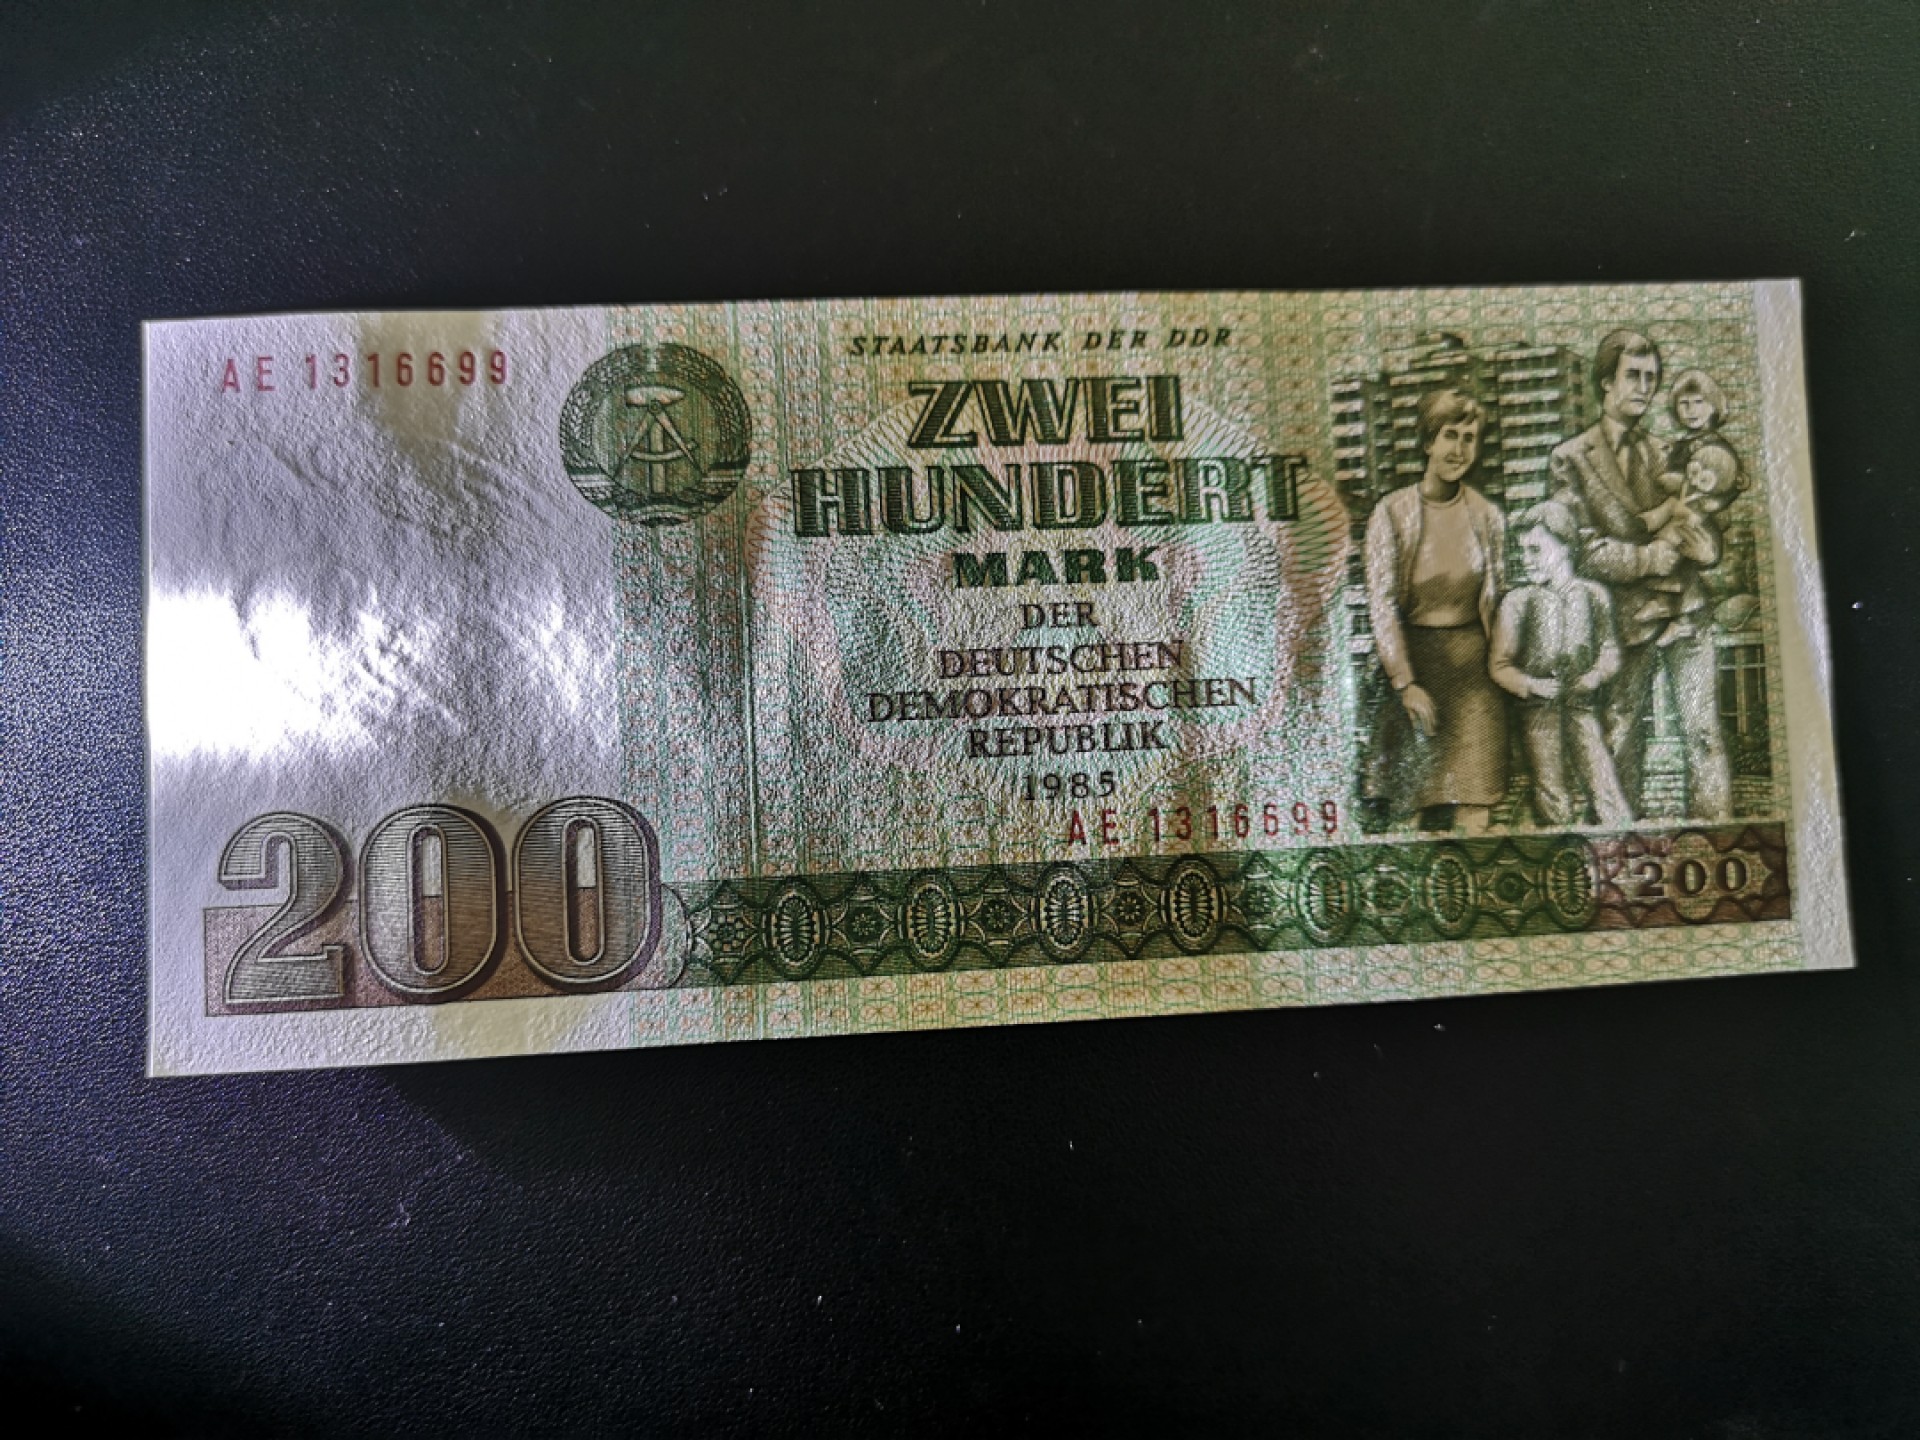 AE 1316699
STAATSBANK DER DDR
ZWEI
HUNDERT
MARK
DER
DEUTSCHEN
DEMOKRATISCHEN
REPUBLIK
1985
AE 1316699
200
200